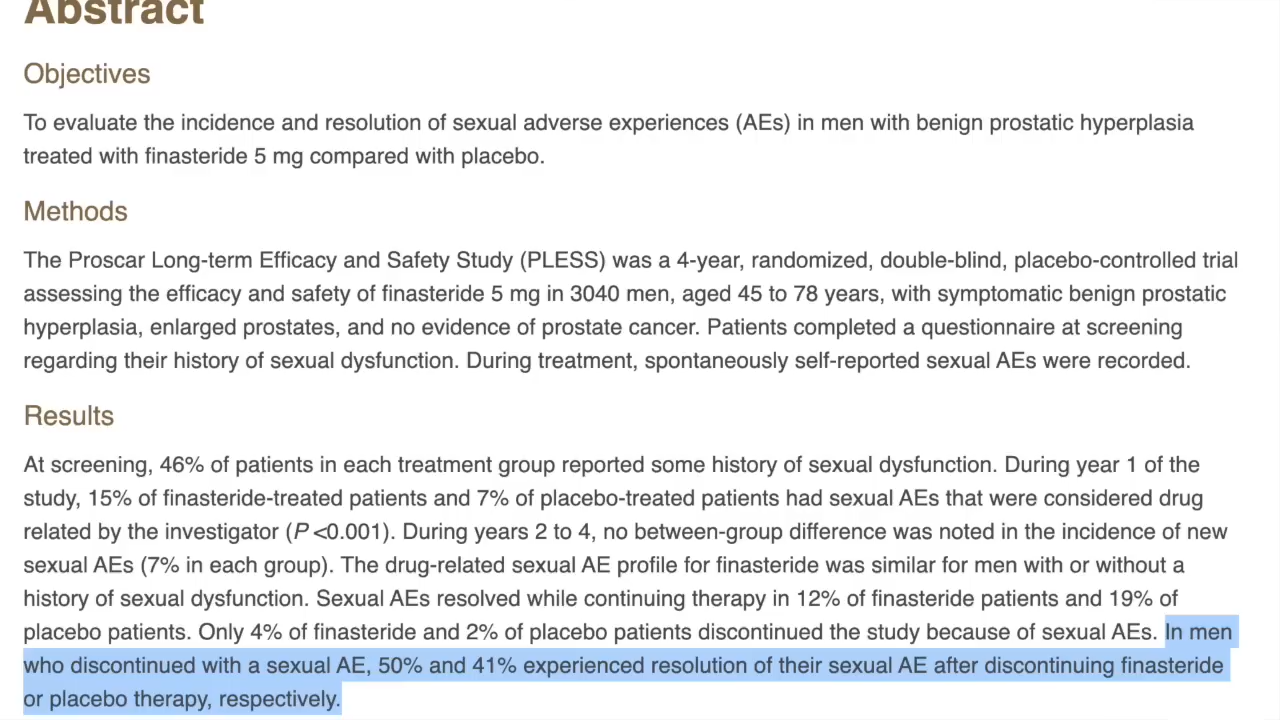 Abstract
Objectives
To evaluate the incidence and resolution of sexual adverse experiences (AEs) in men with benign prostatic hyperplasia
treated with finasteride 5 mg compared with placebo.
Methods
The Proscar Long-term Efficacy and Safety Study (PLESS) was a 4-year, randomized, double-blind, placebo-controlled trial
assessing the efficacy and safety of finasteride 5 mg in 3040 men, aged 45 to 78 years, with symptomatic benign prostatic
hyperplasia, enlarged prostates, and no evidence of prostate cancer. Patients completed a questionnaire at screening
regarding their history of sexual dysfunction. During treatment, spontaneously self-reported sexual AEs were recorded.
Results
At screening, 46% of patients in each treatment group reported some history of sexual dysfunction. During year 1 of the
study, 15% of finasteride-treated patients and 7% of placebo-treated patients had sexual AEs that were considered drug
related by the investigator (P <0.001). During years 2 to 4, no between-group difference was noted in the incidence of new
sexual AEs (7% in each group). The drug-related sexual AE profile for finasteride was similar for men with or without a
history of sexual dysfunction. Sexual AEs resolved while continuing therapy in 12% of finasteride patients and 19% of
placebo patients. Only 4% of finasteride and 2% of placebo patients discontinued the study because of sexual AEs. In men
who discontinued with a sexual AE, 50% and 41% experienced resolution of their sexual AE after discontinuing finasteride
or placebo therapy, respectively.